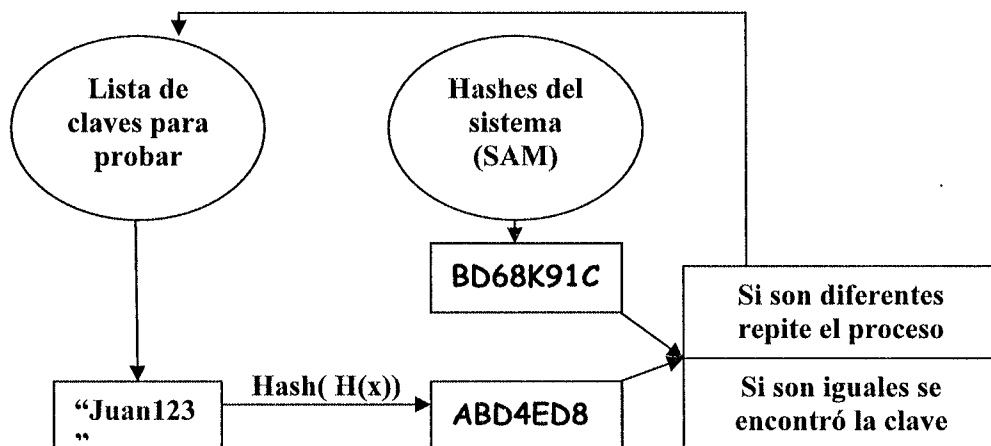 Lista de
claves para
probar
Hashes del
sistema
(SAM)
BD68K91C
Si son diferentes
repite el proceso
Hash( H(x))
“Juan123
”
ABD4ED8
Si son iguales se
encontró la clave